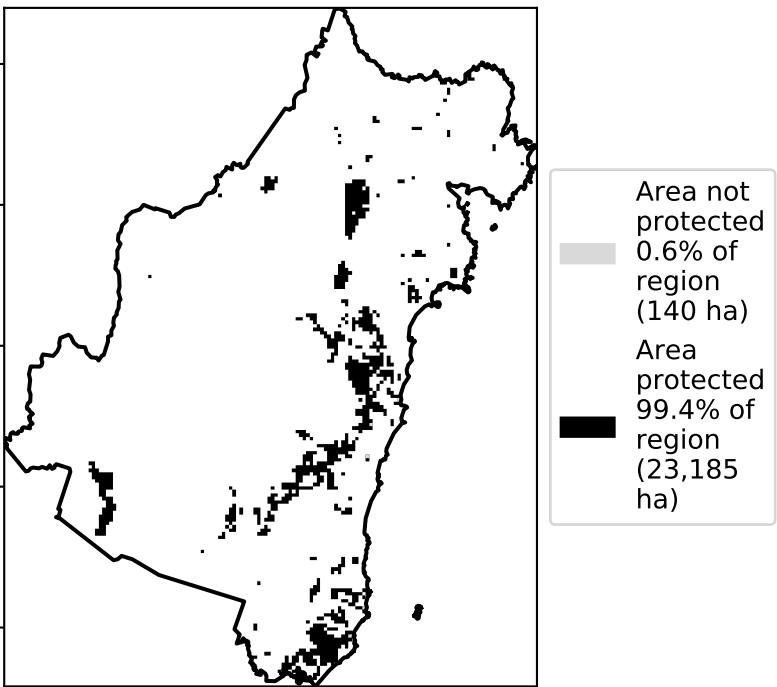 Area not
protected
0.6% of
region
(140 ha)
Area
protected
99.4% of
region
(23,185
ha)